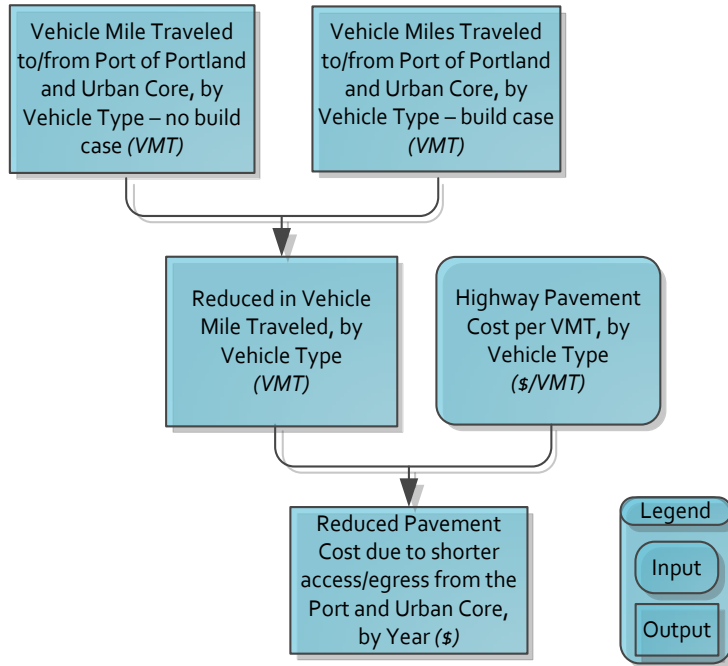 Vehicle Mile Traveled
to/from Port of Portland
and Urban Core, by
Vehicle Type – no build
case (VMT)
Vehicle Miles Traveled
to/from Port of Portland
and Urban Core, by
Vehicle Type – build case
(VMT)
Reduced in Vehicle
Mile Traveled, by
Vehicle Type
(VMT)
Highway Pavement
Cost per VMT, by
Vehicle Type
($/VMT)
Reduced Pavement
Cost due to shorter
access/egress from the
Port and Urban Core,
by Year ($)
Legend
Input
Output